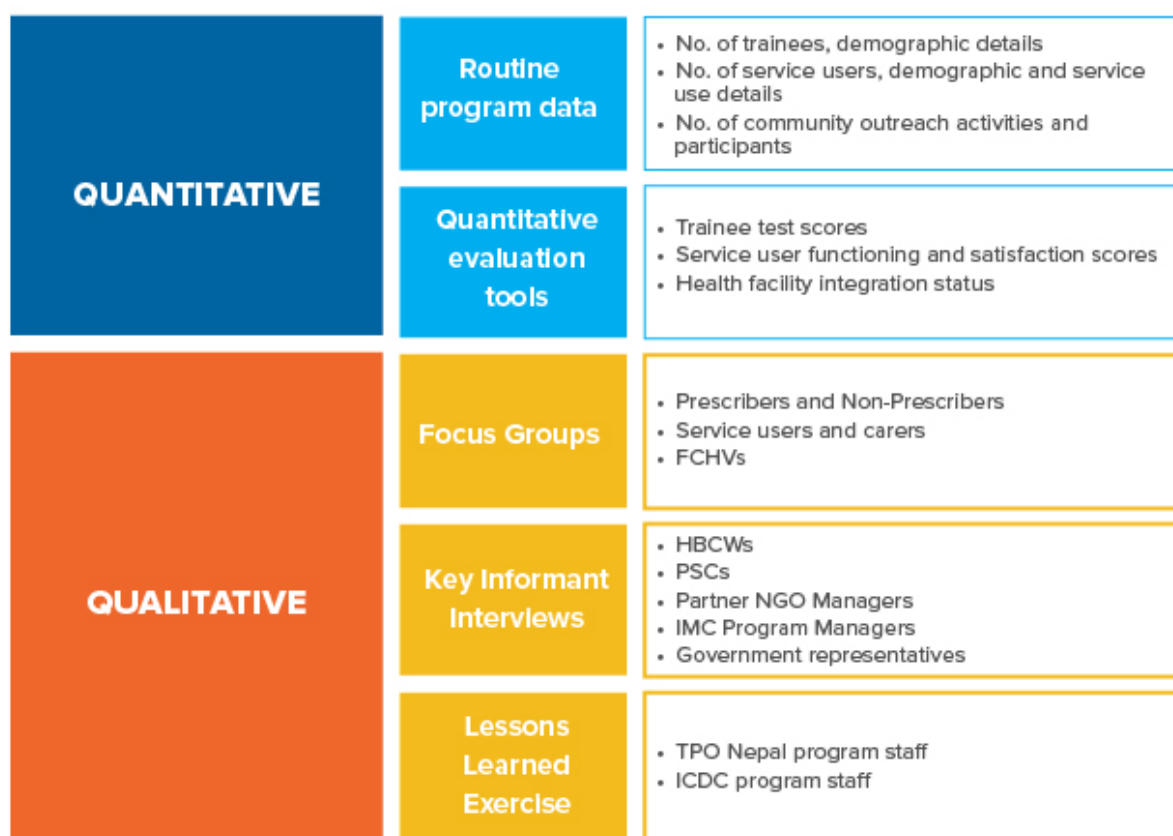 QUANTITATIVE
Routine
program data
• No. of trainees, demographic details
• No. of service users, demographic and service
use details
• No. of community outreach activities and
participants
Quantitative
evaluation
tools
• Trainee test scores
• Service user functioning and satisfaction scores
• Health facility integration status
QUALITATIVE
Focus Groups
• Prescribers and Non-Prescribers
• Service users and carers
• FCHVs
Key Informant
Interviews
• HBCWs
• PSCs
• Partner NGO Managers
• IMC Program Managers
• Government representatives
Lessons
Learned
Exercise
• TPO Nepal program staff
• ICDC program staff